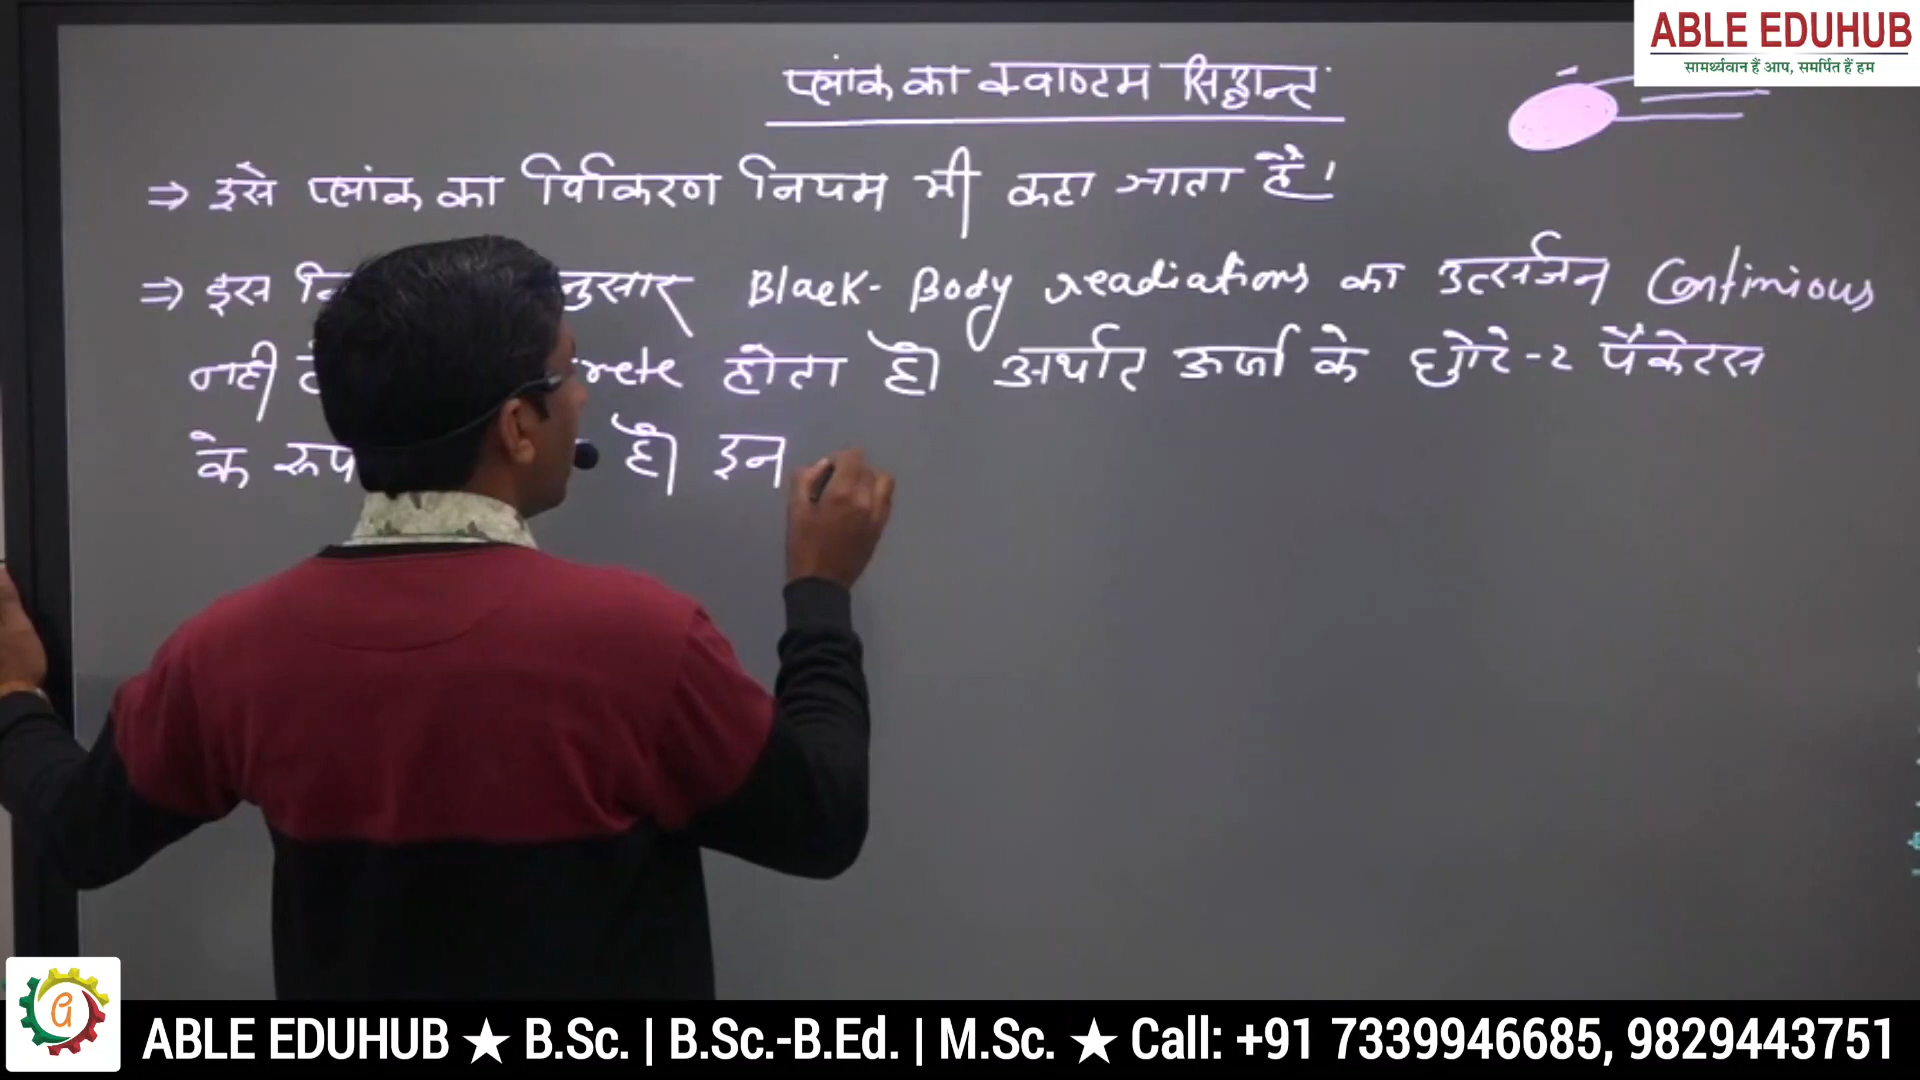 ABLE EDUHUB
सामर्थ्यवान हैं आप, समर्पित हैं हम
प्लांक का क्वाण्टम सिद्धान्त
⇒ इसे प्लांक का विकिरण नियम भी कहा जाता है।
⇒ इस नुसार Black-Body readiations का उत्सर्जन Continious
नही rete होता है। अर्थात ऊर्जा के छोटे-२ पैकेटस
के रूप है। इन
ABLE EDUHUB ★ B.Sc. | B.Sc.-B.Ed. | M.Sc. ★ Call: +91 7339946685, 9829443751